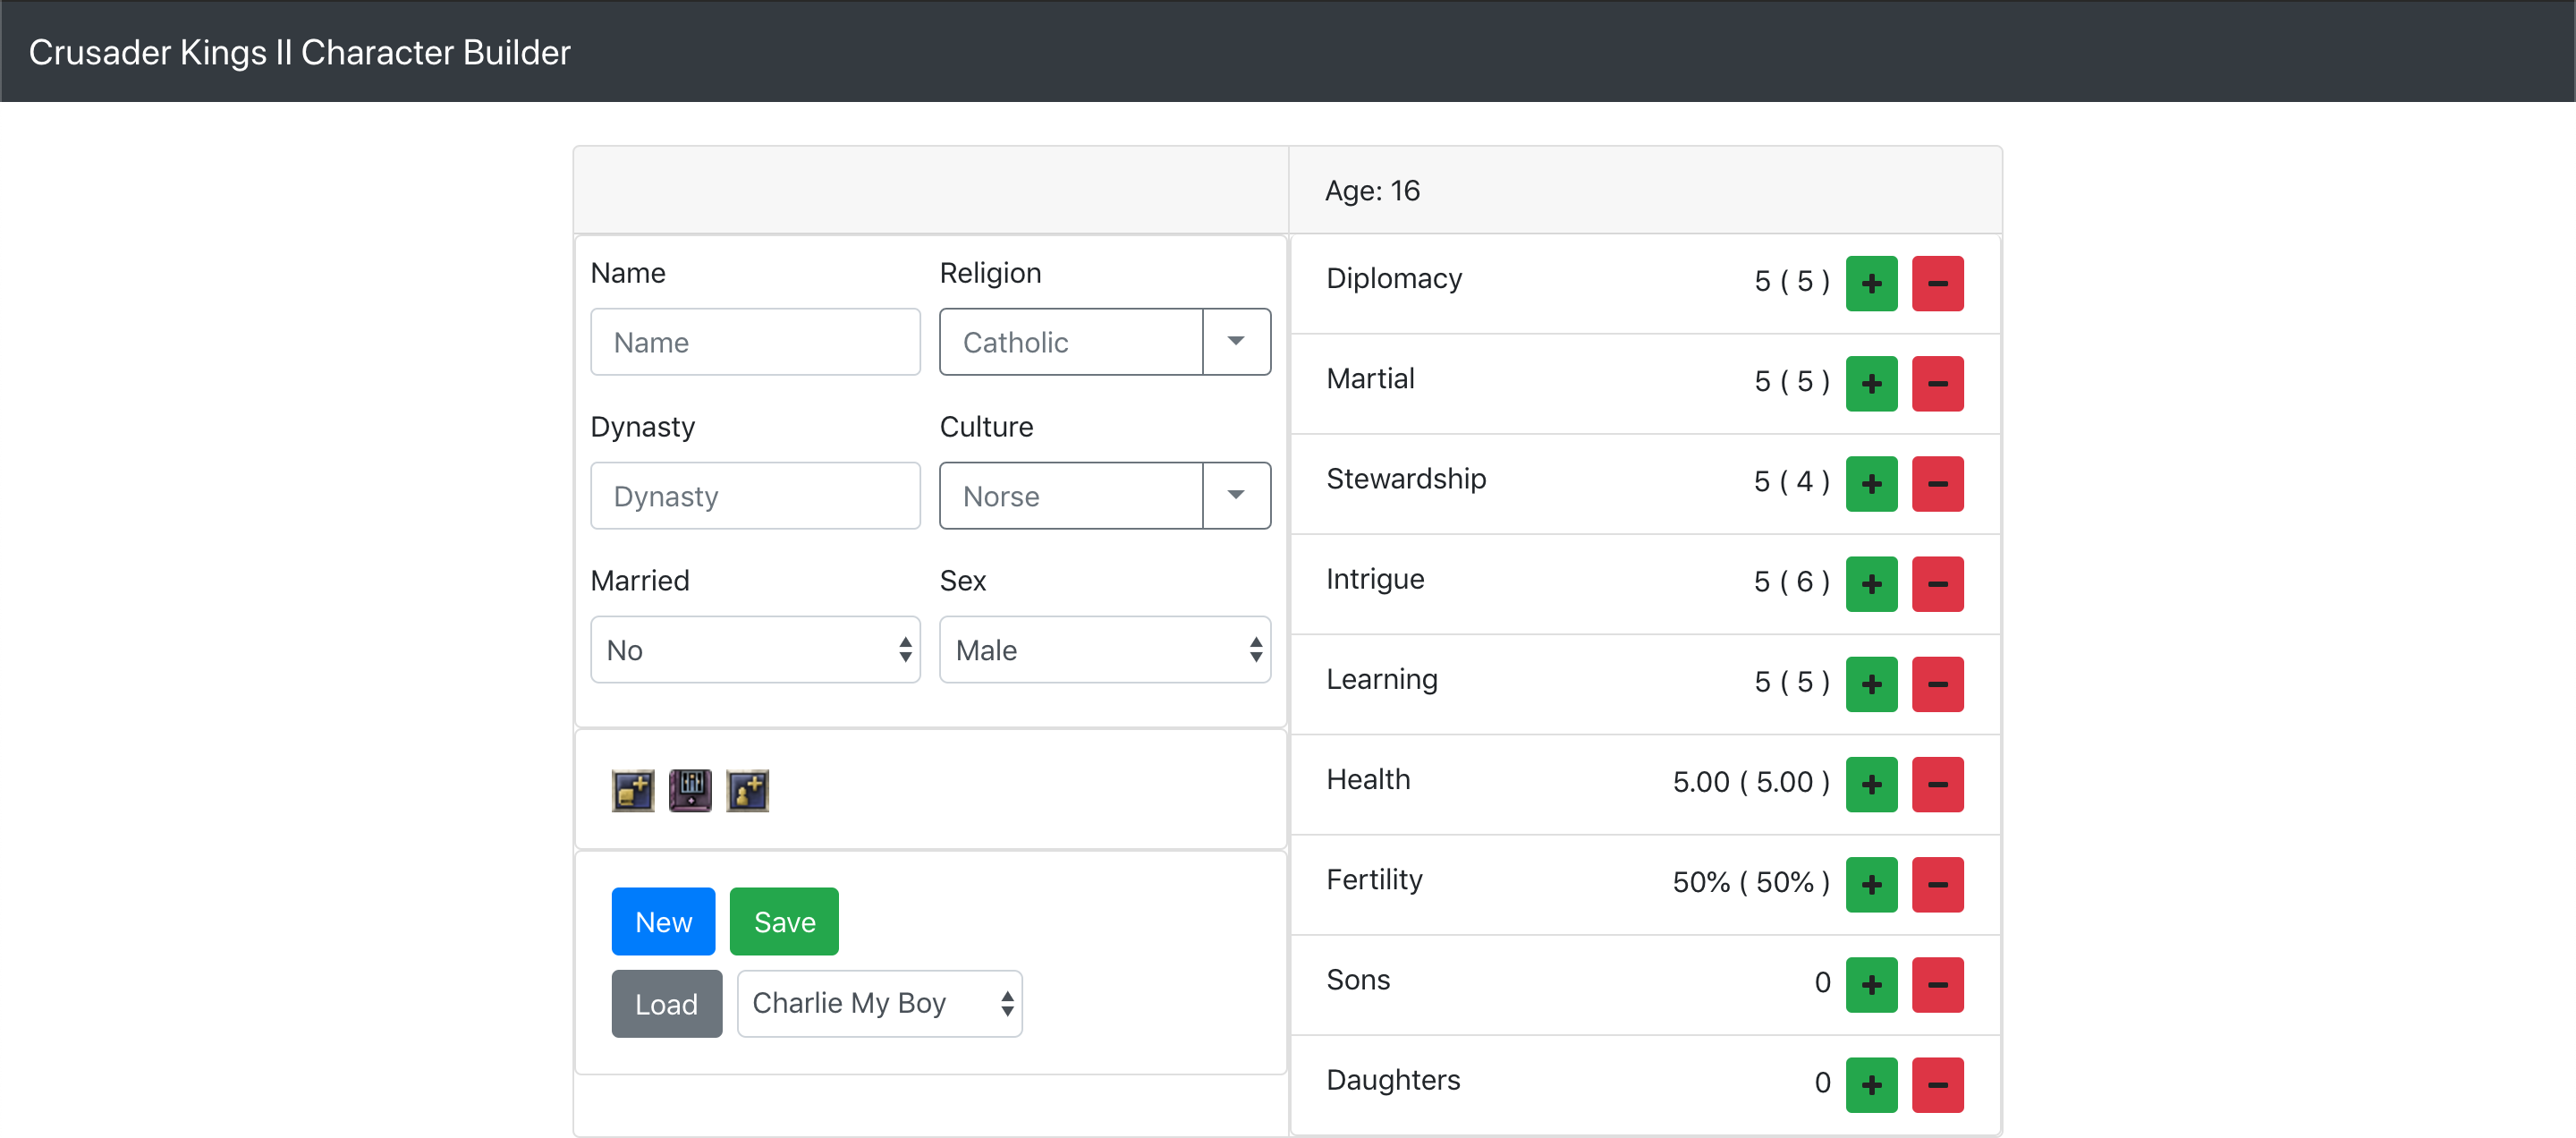 Crusader Kings II Character Builder
Age: 16
Name
Religion
Name
Catholic
Dynasty
Culture
Dynasty
Norse
Married
Sex
No
Male
New
Save
Load
Charlie My Boy
Diplomacy 5 ( 5 )
Martial 5 ( 5 )
Stewardship 5 ( 4 )
Intrigue 5 ( 6 )
Learning 5 ( 5 )
Health 5.00 ( 5.00 )
Fertility 50% ( 50% )
Sons 0
Daughters 0